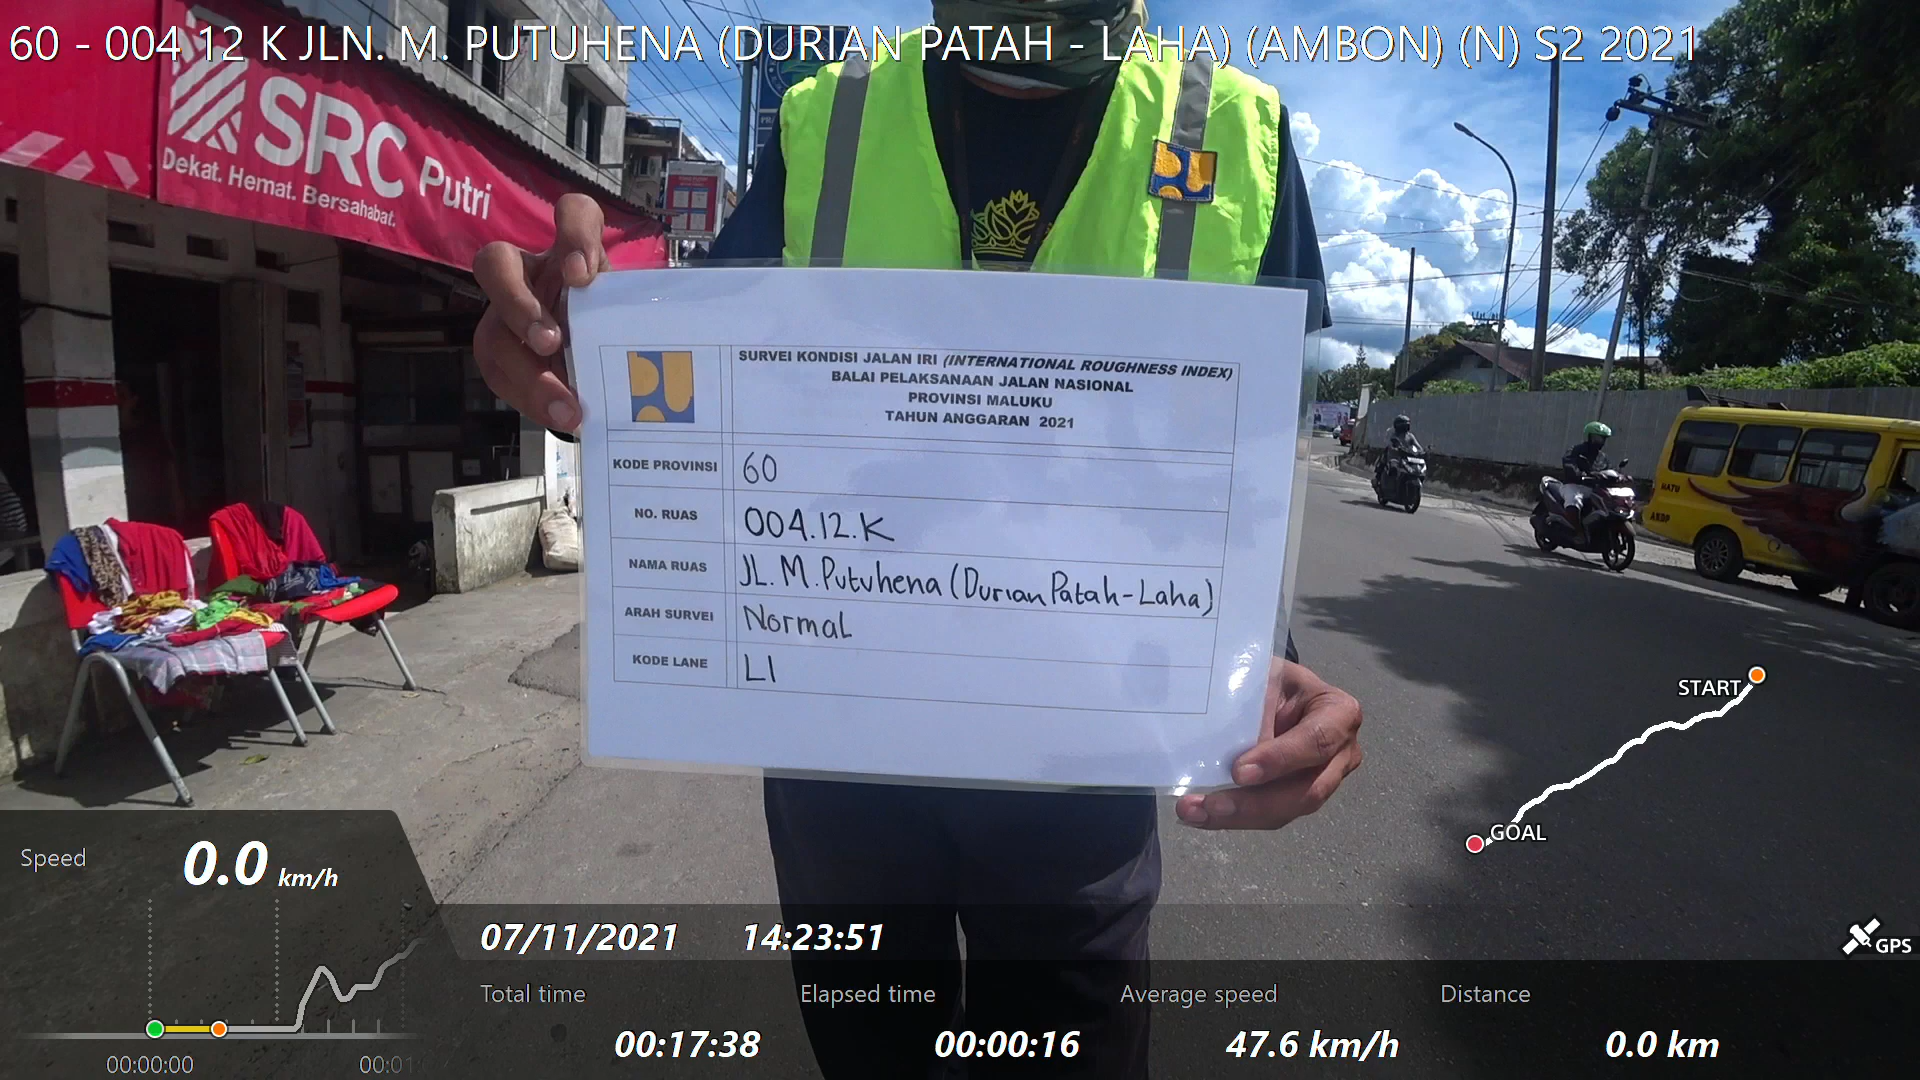 60 - 004 12 K JLN. M. PUTUHENA (DURIAN PATAH - LAHA) (AMBON) (N) S2 2021
SRC Putri
Dekat. Hemat. Bersahabat.
SURVEI KONDISI JALAN IRI (INTERNATIONAL ROUGHNESS INDEX)
BALAI PELAKSANAAN JALAN NASIONAL
PROVINSI MALUKU
TAHUN ANGGARAN 2021
KODE PROVINSI 60
NO. RUAS 004.12.K
NAMA RUAS JL. M. Putuhena (Durian Patah-Laha)
ARAH SURVEI Normal
KODE LANE L1
START
GOAL
Speed 0.0 km/h
07/11/2021 14:23:51
GPS
Total time Elapsed time Average speed Distance
00:17:38 00:00:16 47.6 km/h 0.0 km
00:00:00